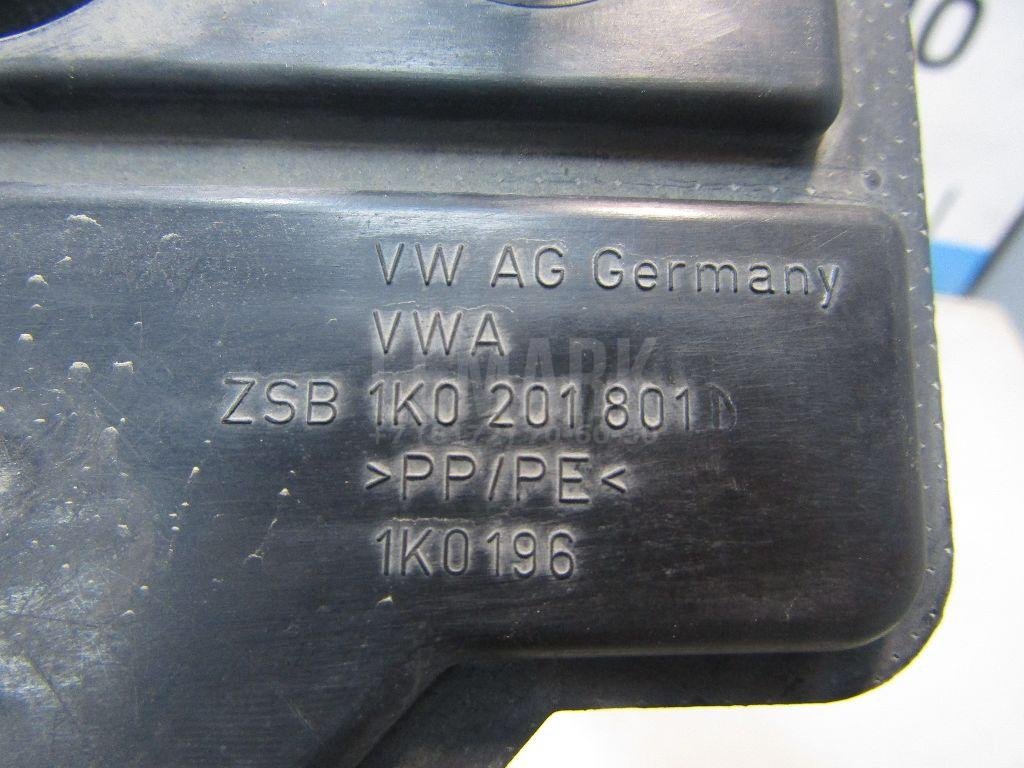 VW AG Germany
VWA
ZSB 1K0 201 801 D
>PP/PE<
1K0196